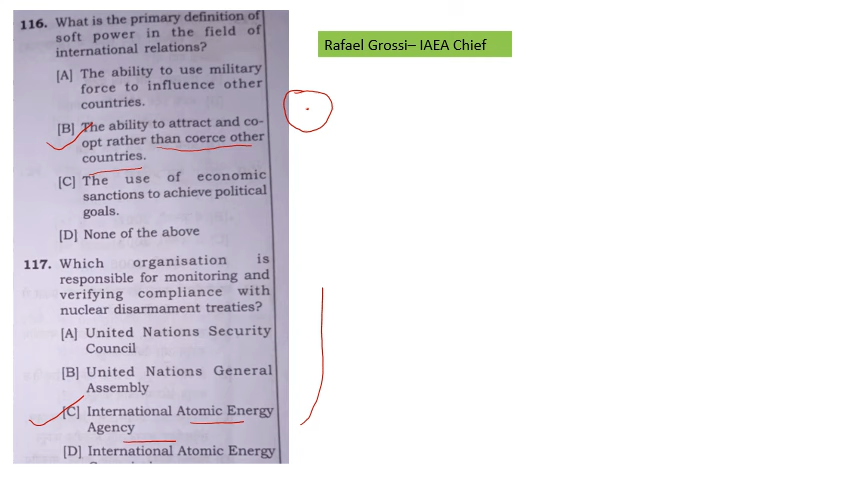 116. What is the primary definition of
soft power in the field of
international relations?
[A] The ability to use military
force to influence other
countries.
[B] The ability to attract and co-
opt rather than coerce other
countries.
[C] The use of economic
sanctions to achieve political
goals.
[D] None of the above
117. Which organisation is
responsible for monitoring and
verifying compliance with
nuclear disarmament treaties?
[A] United Nations Security
Council
[B] United Nations General
Assembly
[C] International Atomic Energy
Agency
[D] International Atomic Energy
Rafael Grossi– IAEA Chief